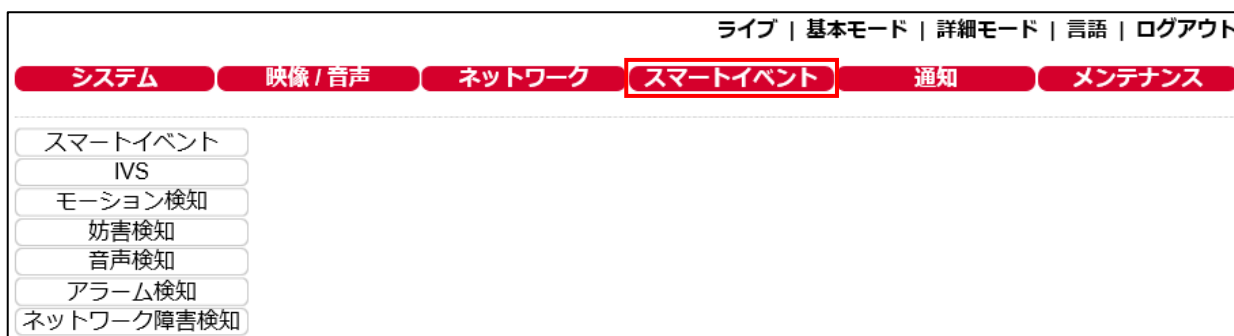 ライブ | 基本モード | 詳細モード | 言語 | ログアウト
システム 映像 / 音声 ネットワーク スマートイベント 通知 メンテナンス
スマートイベント
IVS
モーション検知
妨害検知
音声検知
アラーム検知
ネットワーク障害検知